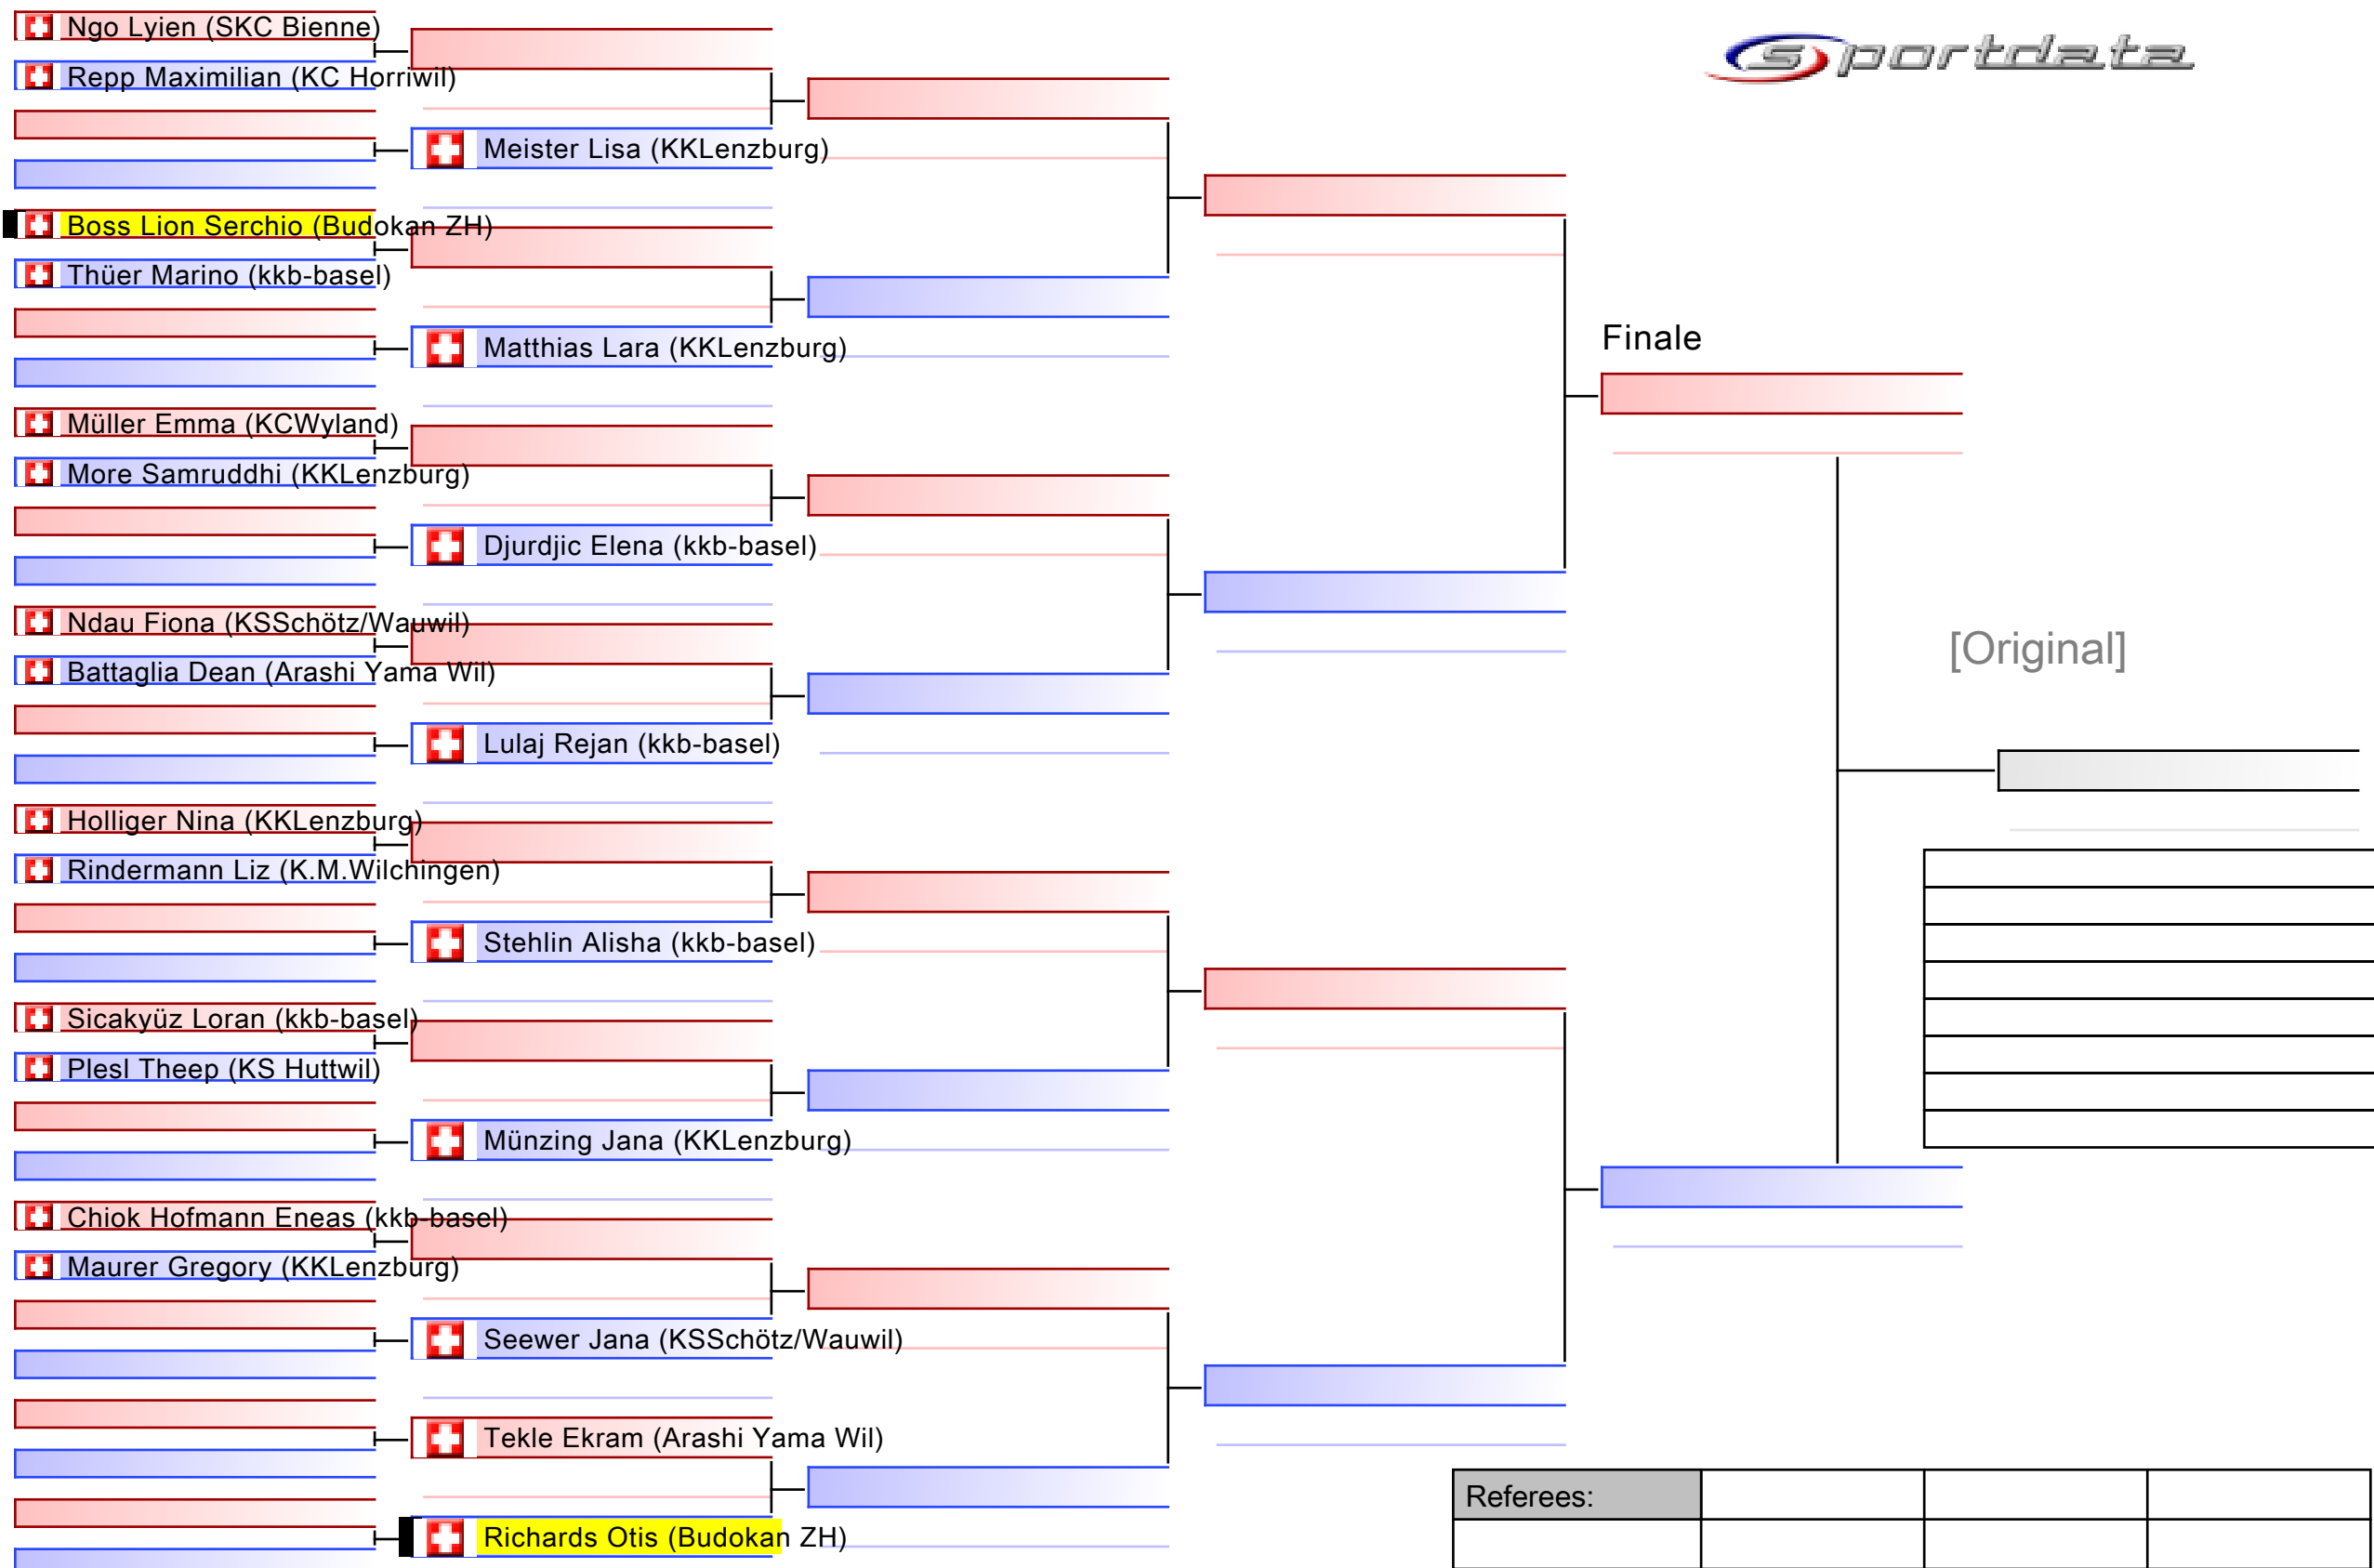 Ngo Lyien (SKC Bienne)
sportdata
Repp Maximilian (KC Horriwil)
Meister Lisa (KKLenzburg)
Boss Lion Serchio (Budokan ZH)
Thüer Marino (kkb-basel)
Finale
Matthias Lara (KKLenzburg)
Müller Emma (KCWyland)
More Samruddhi (KKLenzburg)
Djurdjic Elena (kkb-basel)
Ndau Fiona (KSSchötz/Wauwil)
[Original]
Battaglia Dean (Arashi Yama Wil)
Lulaj Rejan (kkb-basel)
Holliger Nina (KKLenzburg)
Rindermann Liz (K.M.Wilchingen)
Stehlin Alisha (kkb-basel)
Sicakyüz Loran (kkb-basel)
Plesl Theep (KS Huttwil)
Münzing Jana (KKLenzburg)
Chiok Hofmann Eneas (kkb-basel)
Maurer Gregory (KKLenzburg)
Seewer Jana (KSSchötz/Wauwil)
Tekle Ekram (Arashi Yama Wil)
Referees:
Richards Otis (Budokan ZH)